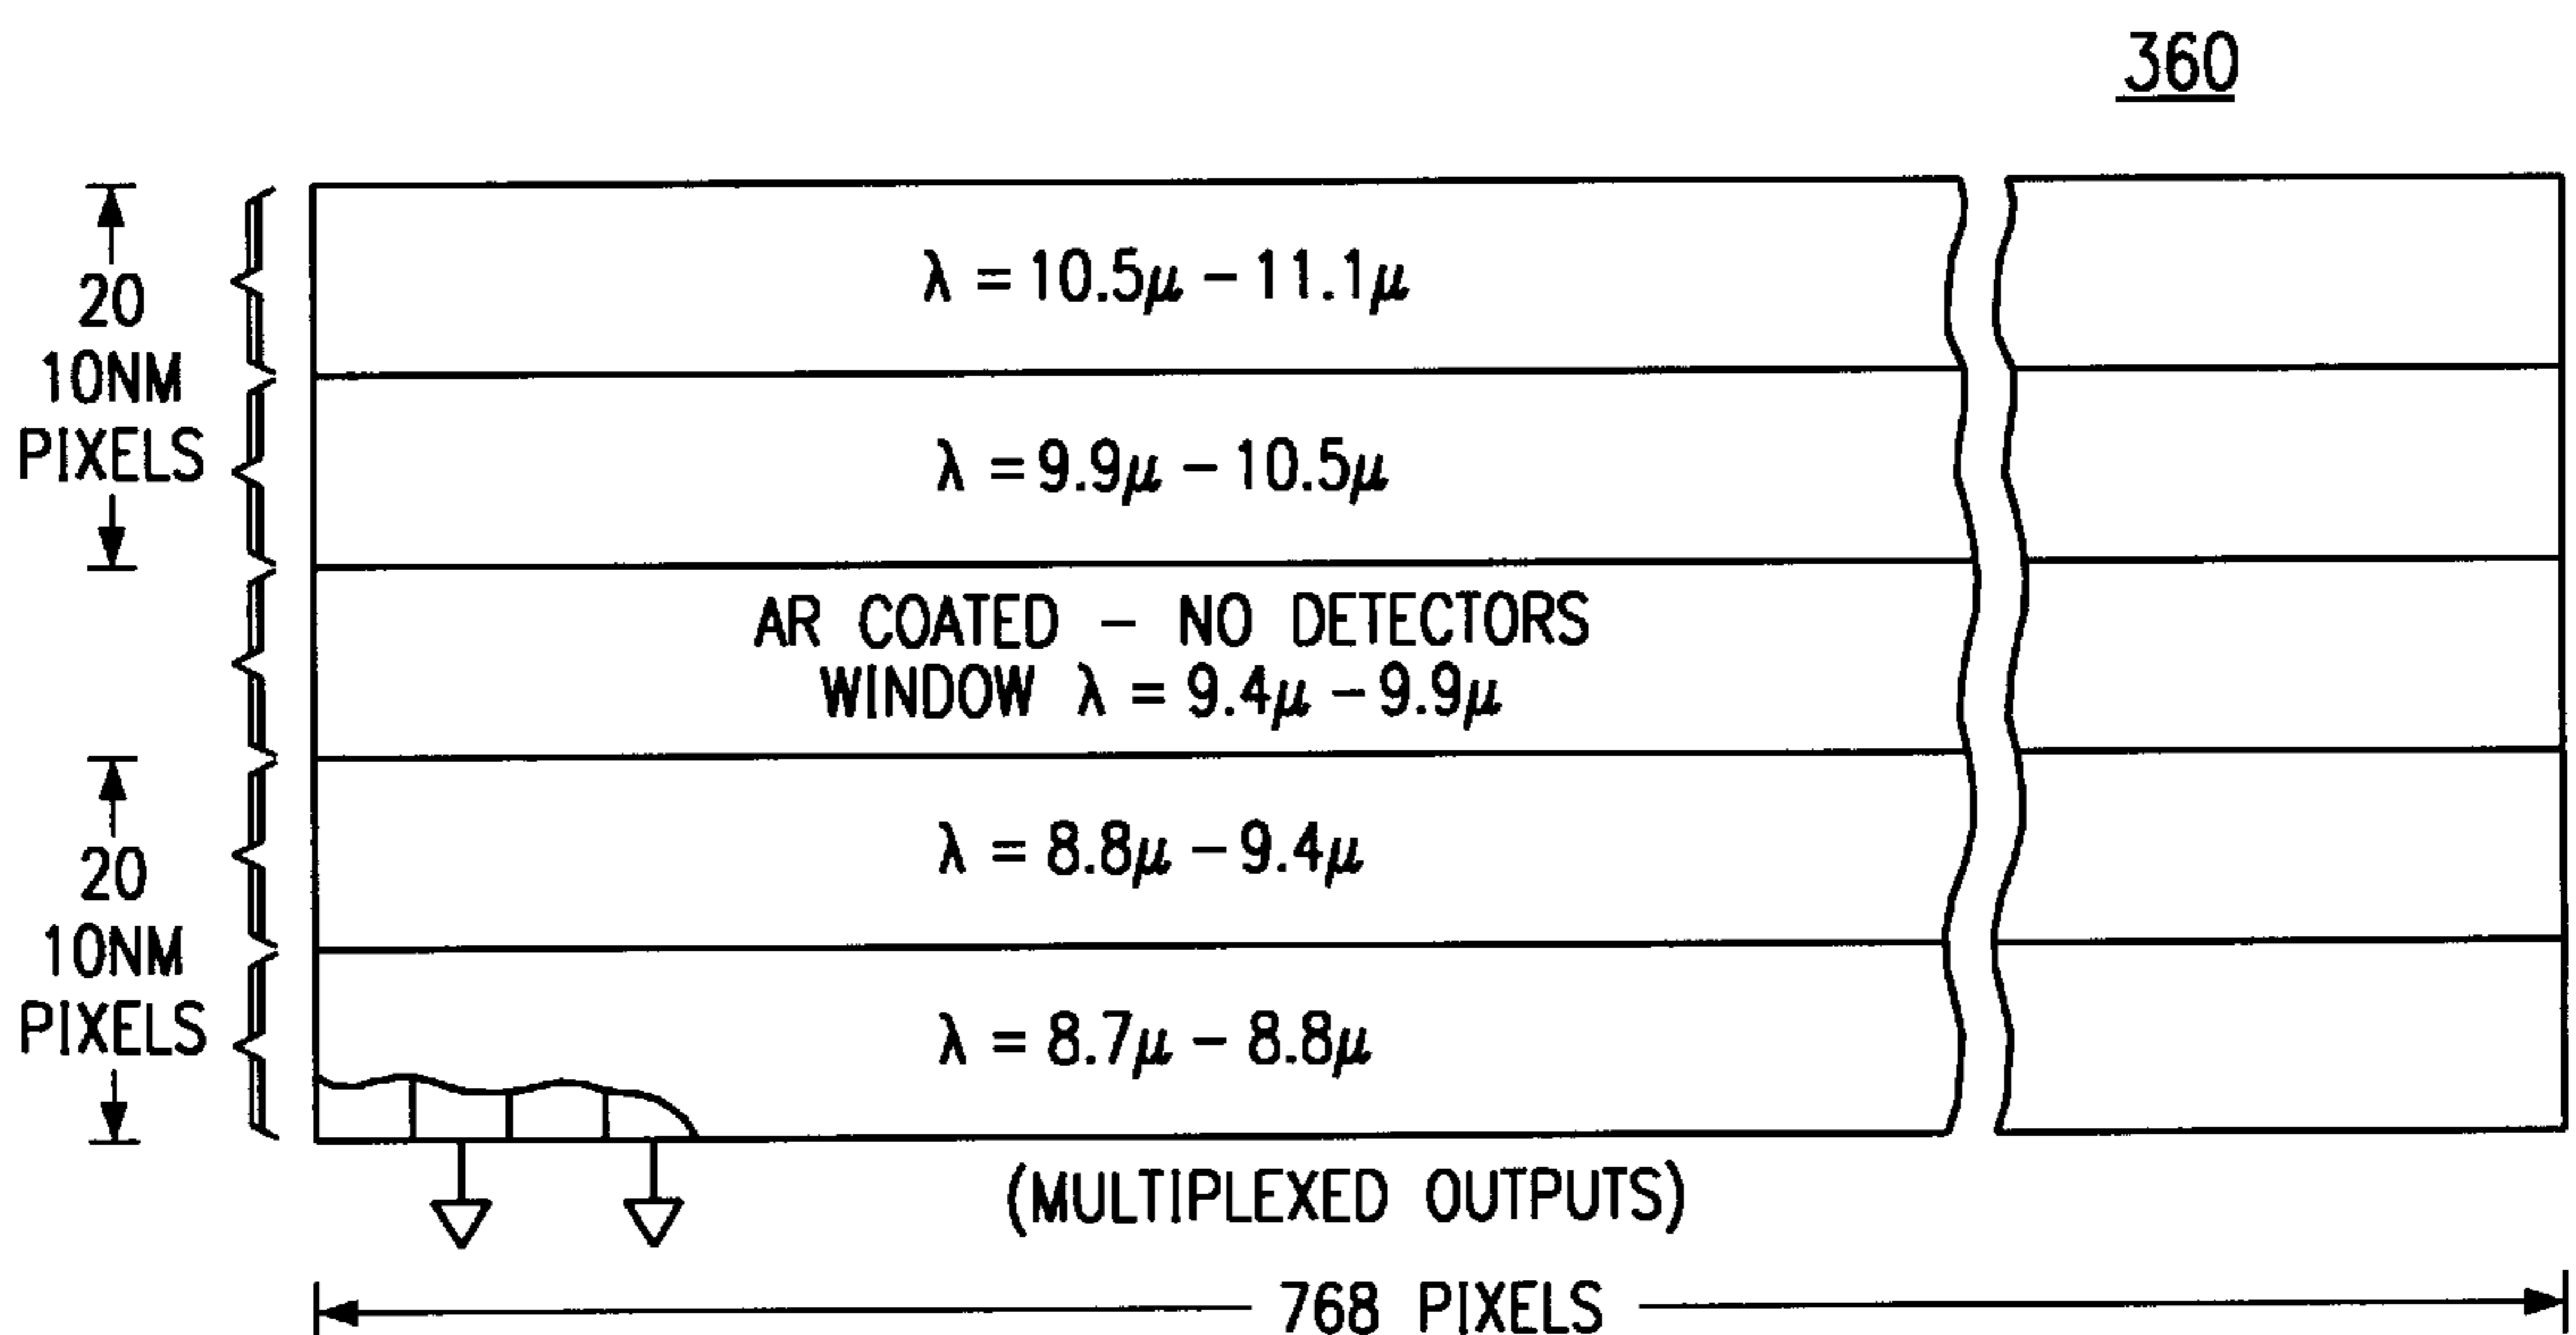 360
20
10NM
PIXELS
λ = 10.5μ – 11.1μ
λ = 9.9μ – 10.5μ
AR COATED – NO DETECTORS
WINDOW λ = 9.4μ – 9.9μ
20
10NM
PIXELS
λ = 8.8μ – 9.4μ
λ = 8.7μ – 8.8μ
(MULTIPLEXED OUTPUTS)
768 PIXELS